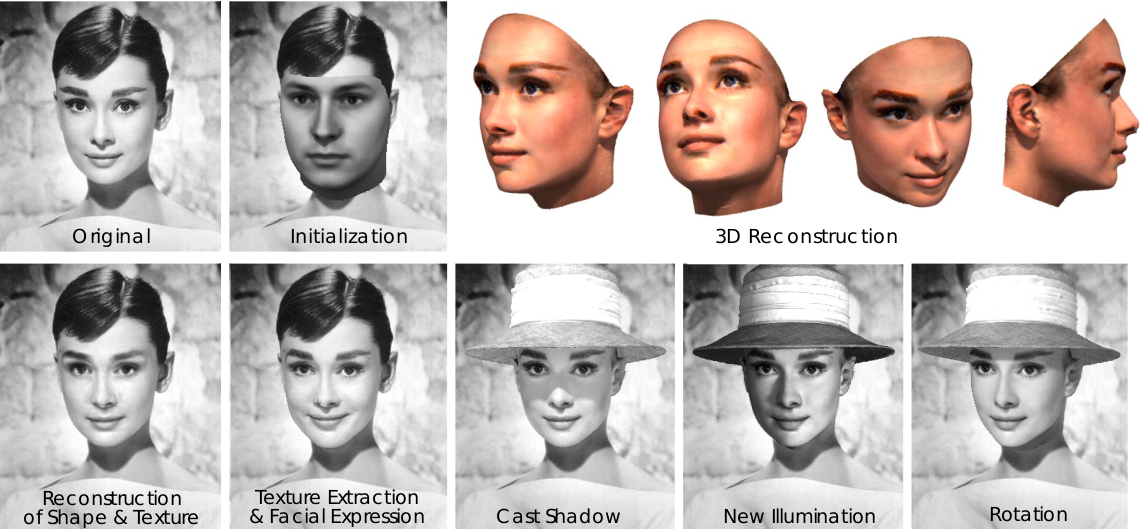 Original
Initialization
3D Reconstruction
Reconstruction
of Shape & Texture
Texture Extraction
& Facial Expression
Cast Shadow
New Illumination
Rotation